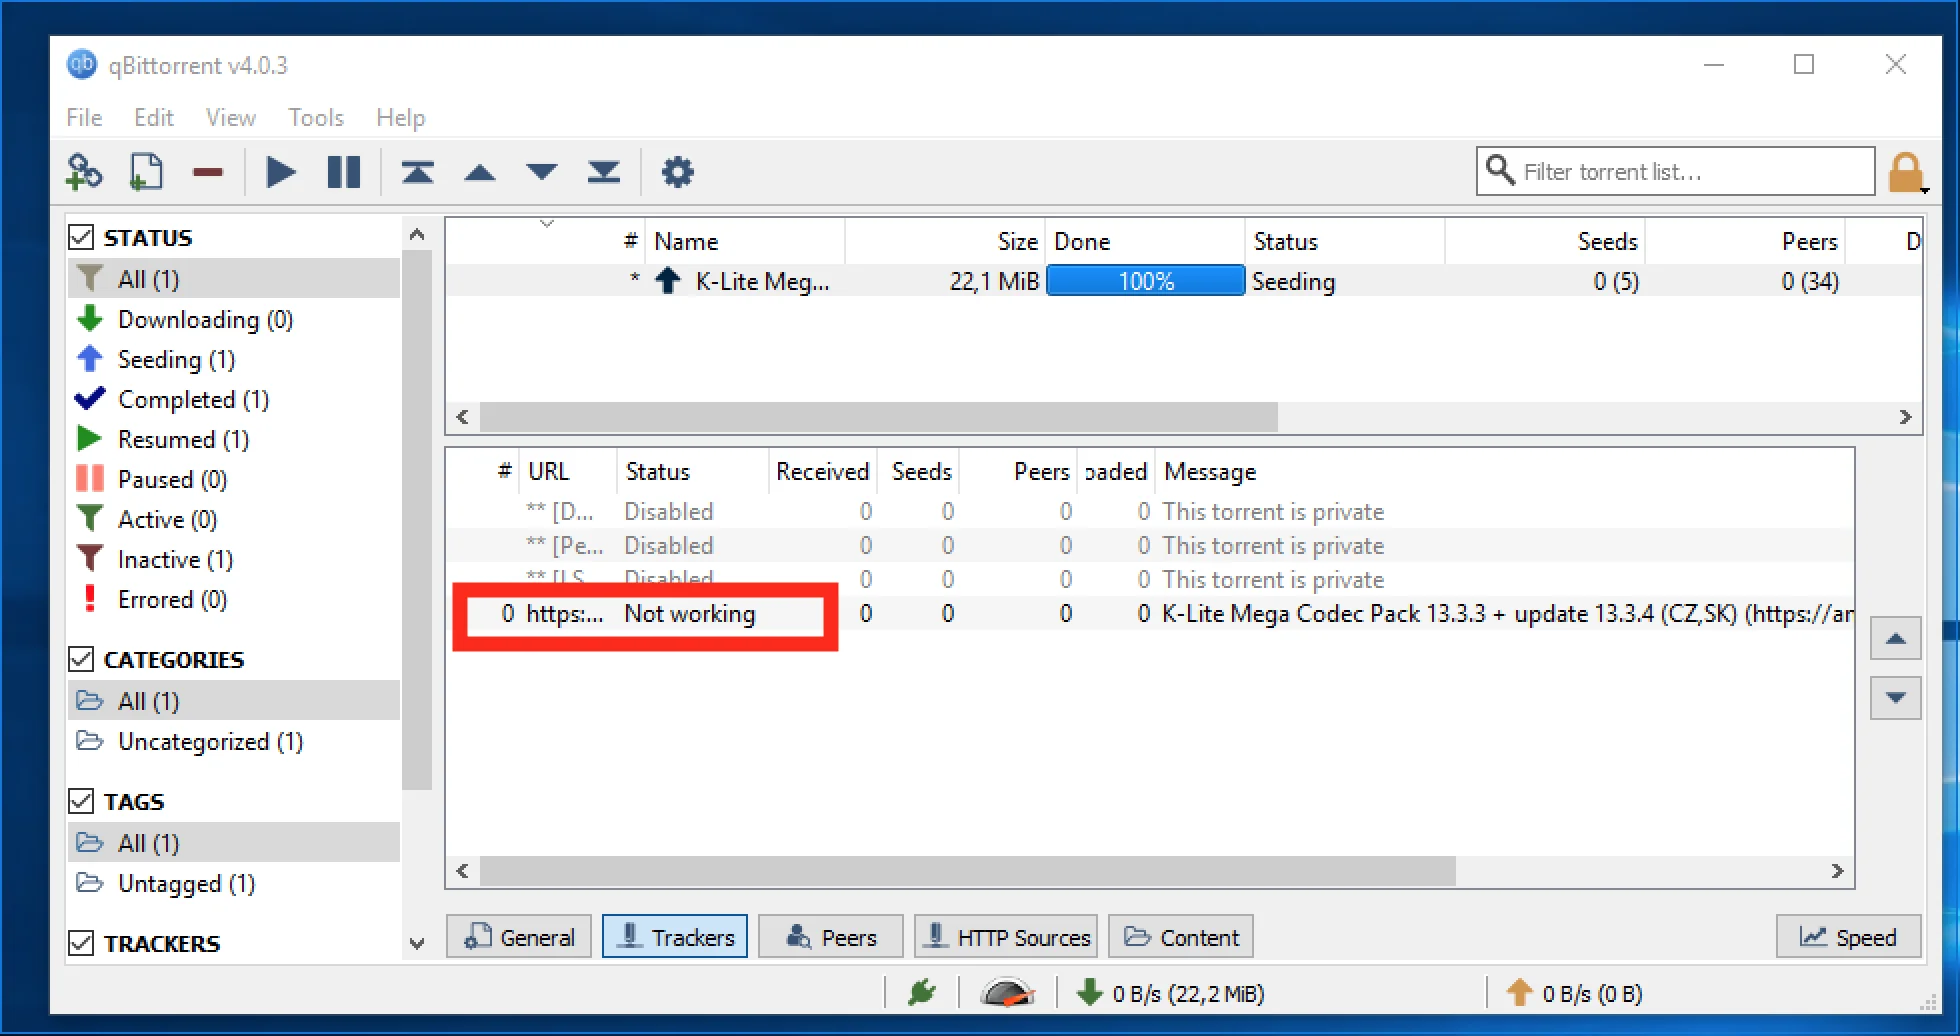 qb qBittorrent v4.0.3
File Edit View Tools Help
Filter torrent list...
STATUS
All (1)
Downloading (0)
Seeding (1)
Completed (1)
Resumed (1)
Paused (0)
Active (0)
Inactive (1)
Errored (0)
CATEGORIES
All (1)
Uncategorized (1)
TAGS
All (1)
Untagged (1)
TRACKERS
# Name Size Done Status Seeds Peers D
* K-Lite Meg... 22,1 MiB 100% Seeding 0 (5) 0 (34)
# URL Status Received Seeds Peers oaded Message
** [D... Disabled 0 0 0 0 This torrent is private
** [Pe... Disabled 0 0 0 0 This torrent is private
** [LS Disabled 0 0 0 0 This torrent is private
0 https:... Not working 0 0 0 0 K-Lite Mega Codec Pack 13.3.3 + update 13.3.4 (CZ,SK) (https://an
General Trackers Peers HTTP Sources Content Speed
0 B/s (22,2 MiB) 0 B/s (0 B)